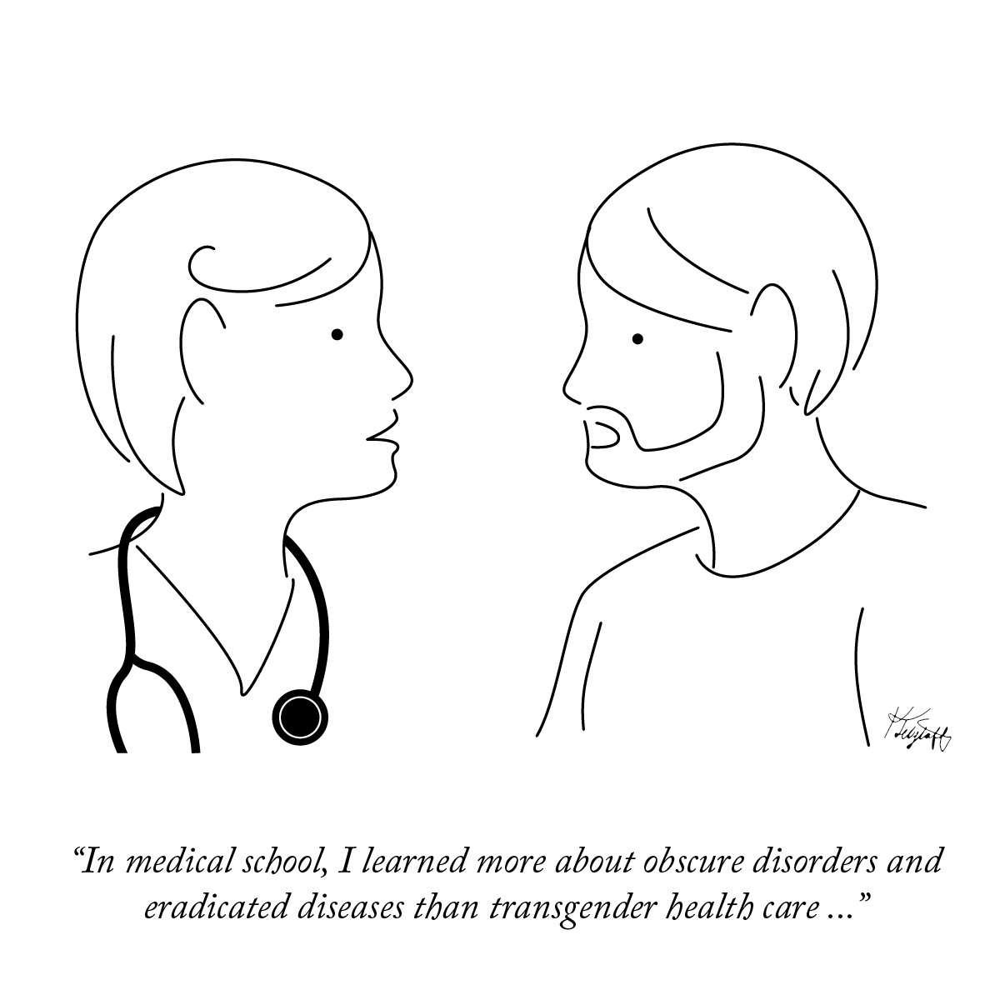 “In medical school, I learned more about obscure disorders and
eradicated diseases than transgender health care ...”